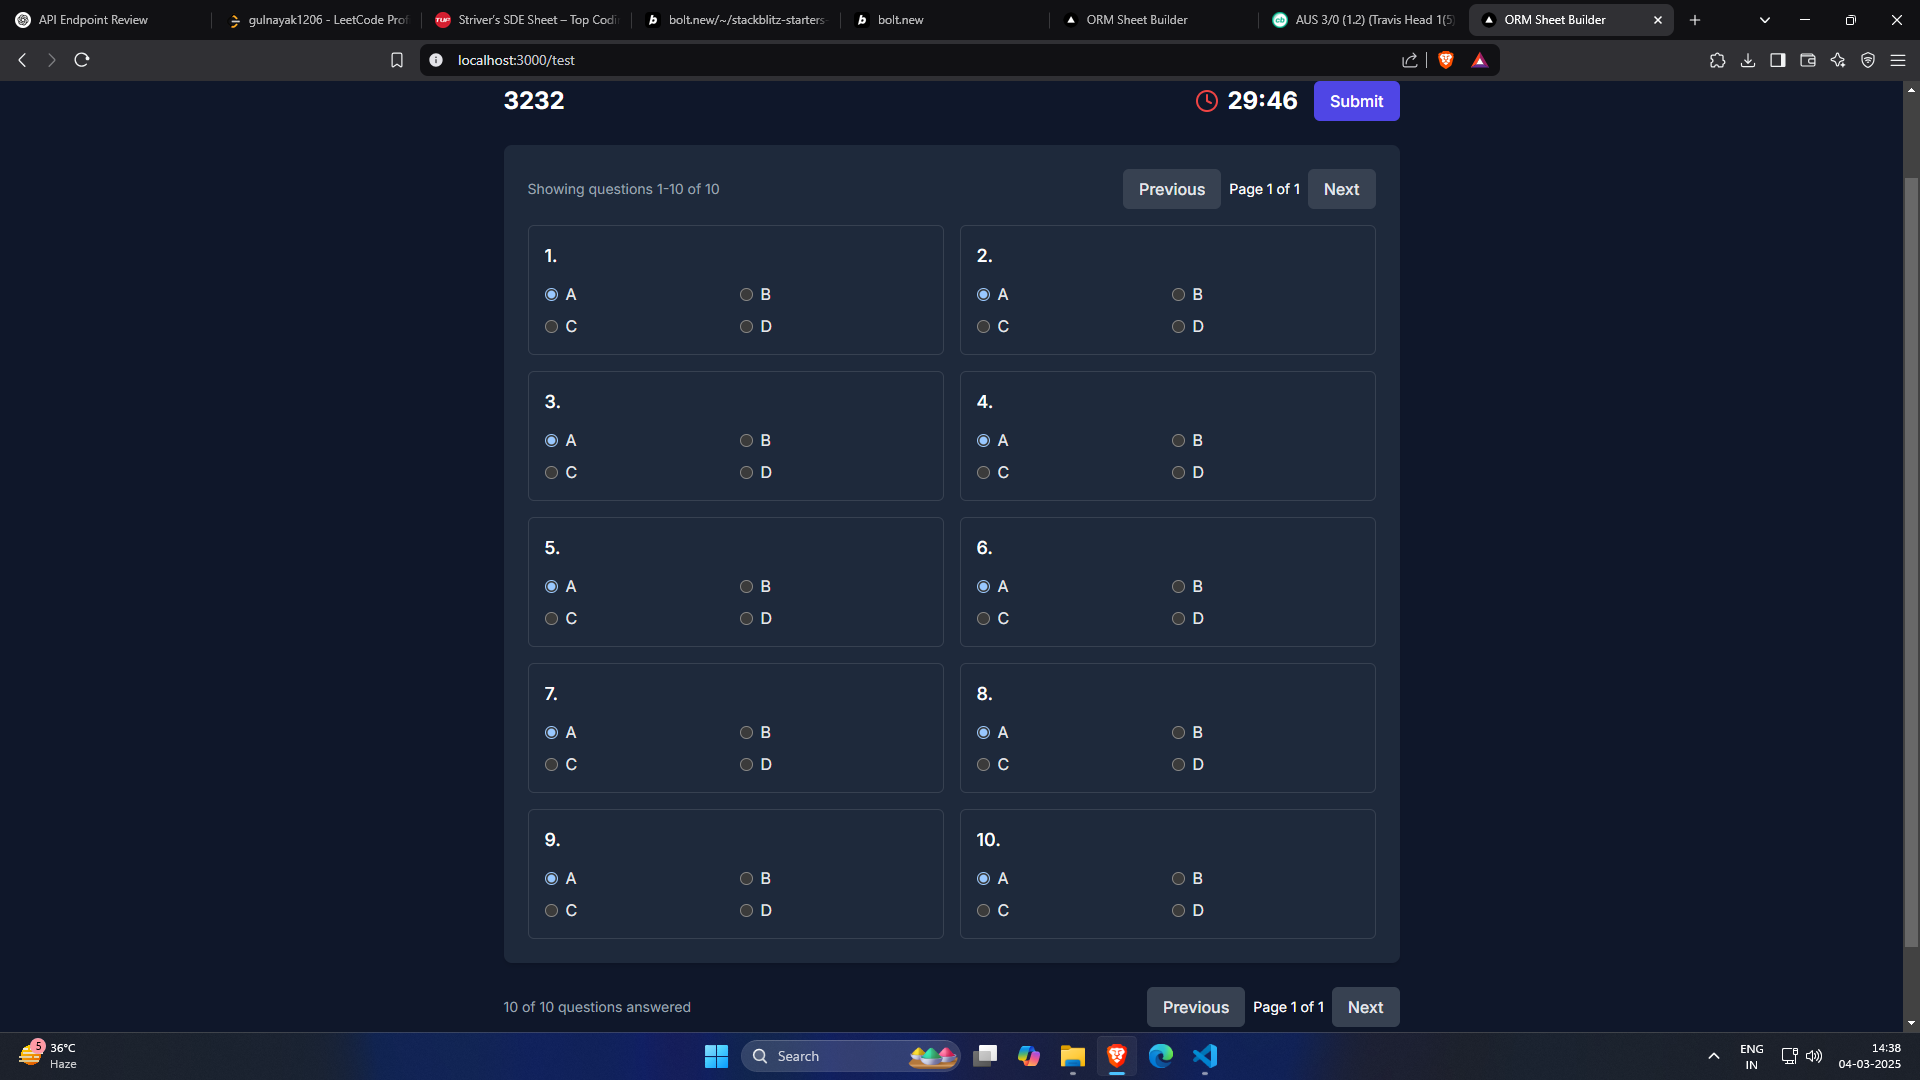 API Endpoint Review
gulnayak1206 - LeetCode Prof
Striver's SDE Sheet – Top Codi
bolt.new/~/stackblitz-starters-
bolt.new
ORM Sheet Builder
AUS 3/0 (1.2) (Travis Head 1(5)
ORM Sheet Builder
localhost:3000/test
3232
29:46
Submit
Showing questions 1-10 of 10
Previous
Page 1 of 1
Next
1.
A
B
C
D
2.
A
B
C
D
3.
A
B
C
D
4.
A
B
C
D
5.
A
B
C
D
6.
A
B
C
D
7.
A
B
C
D
8.
A
B
C
D
9.
A
B
C
D
10.
A
B
C
D
10 of 10 questions answered
Previous
Page 1 of 1
Next
5
36°C
Haze
Search
ENG
IN
14:38
04-03-2025